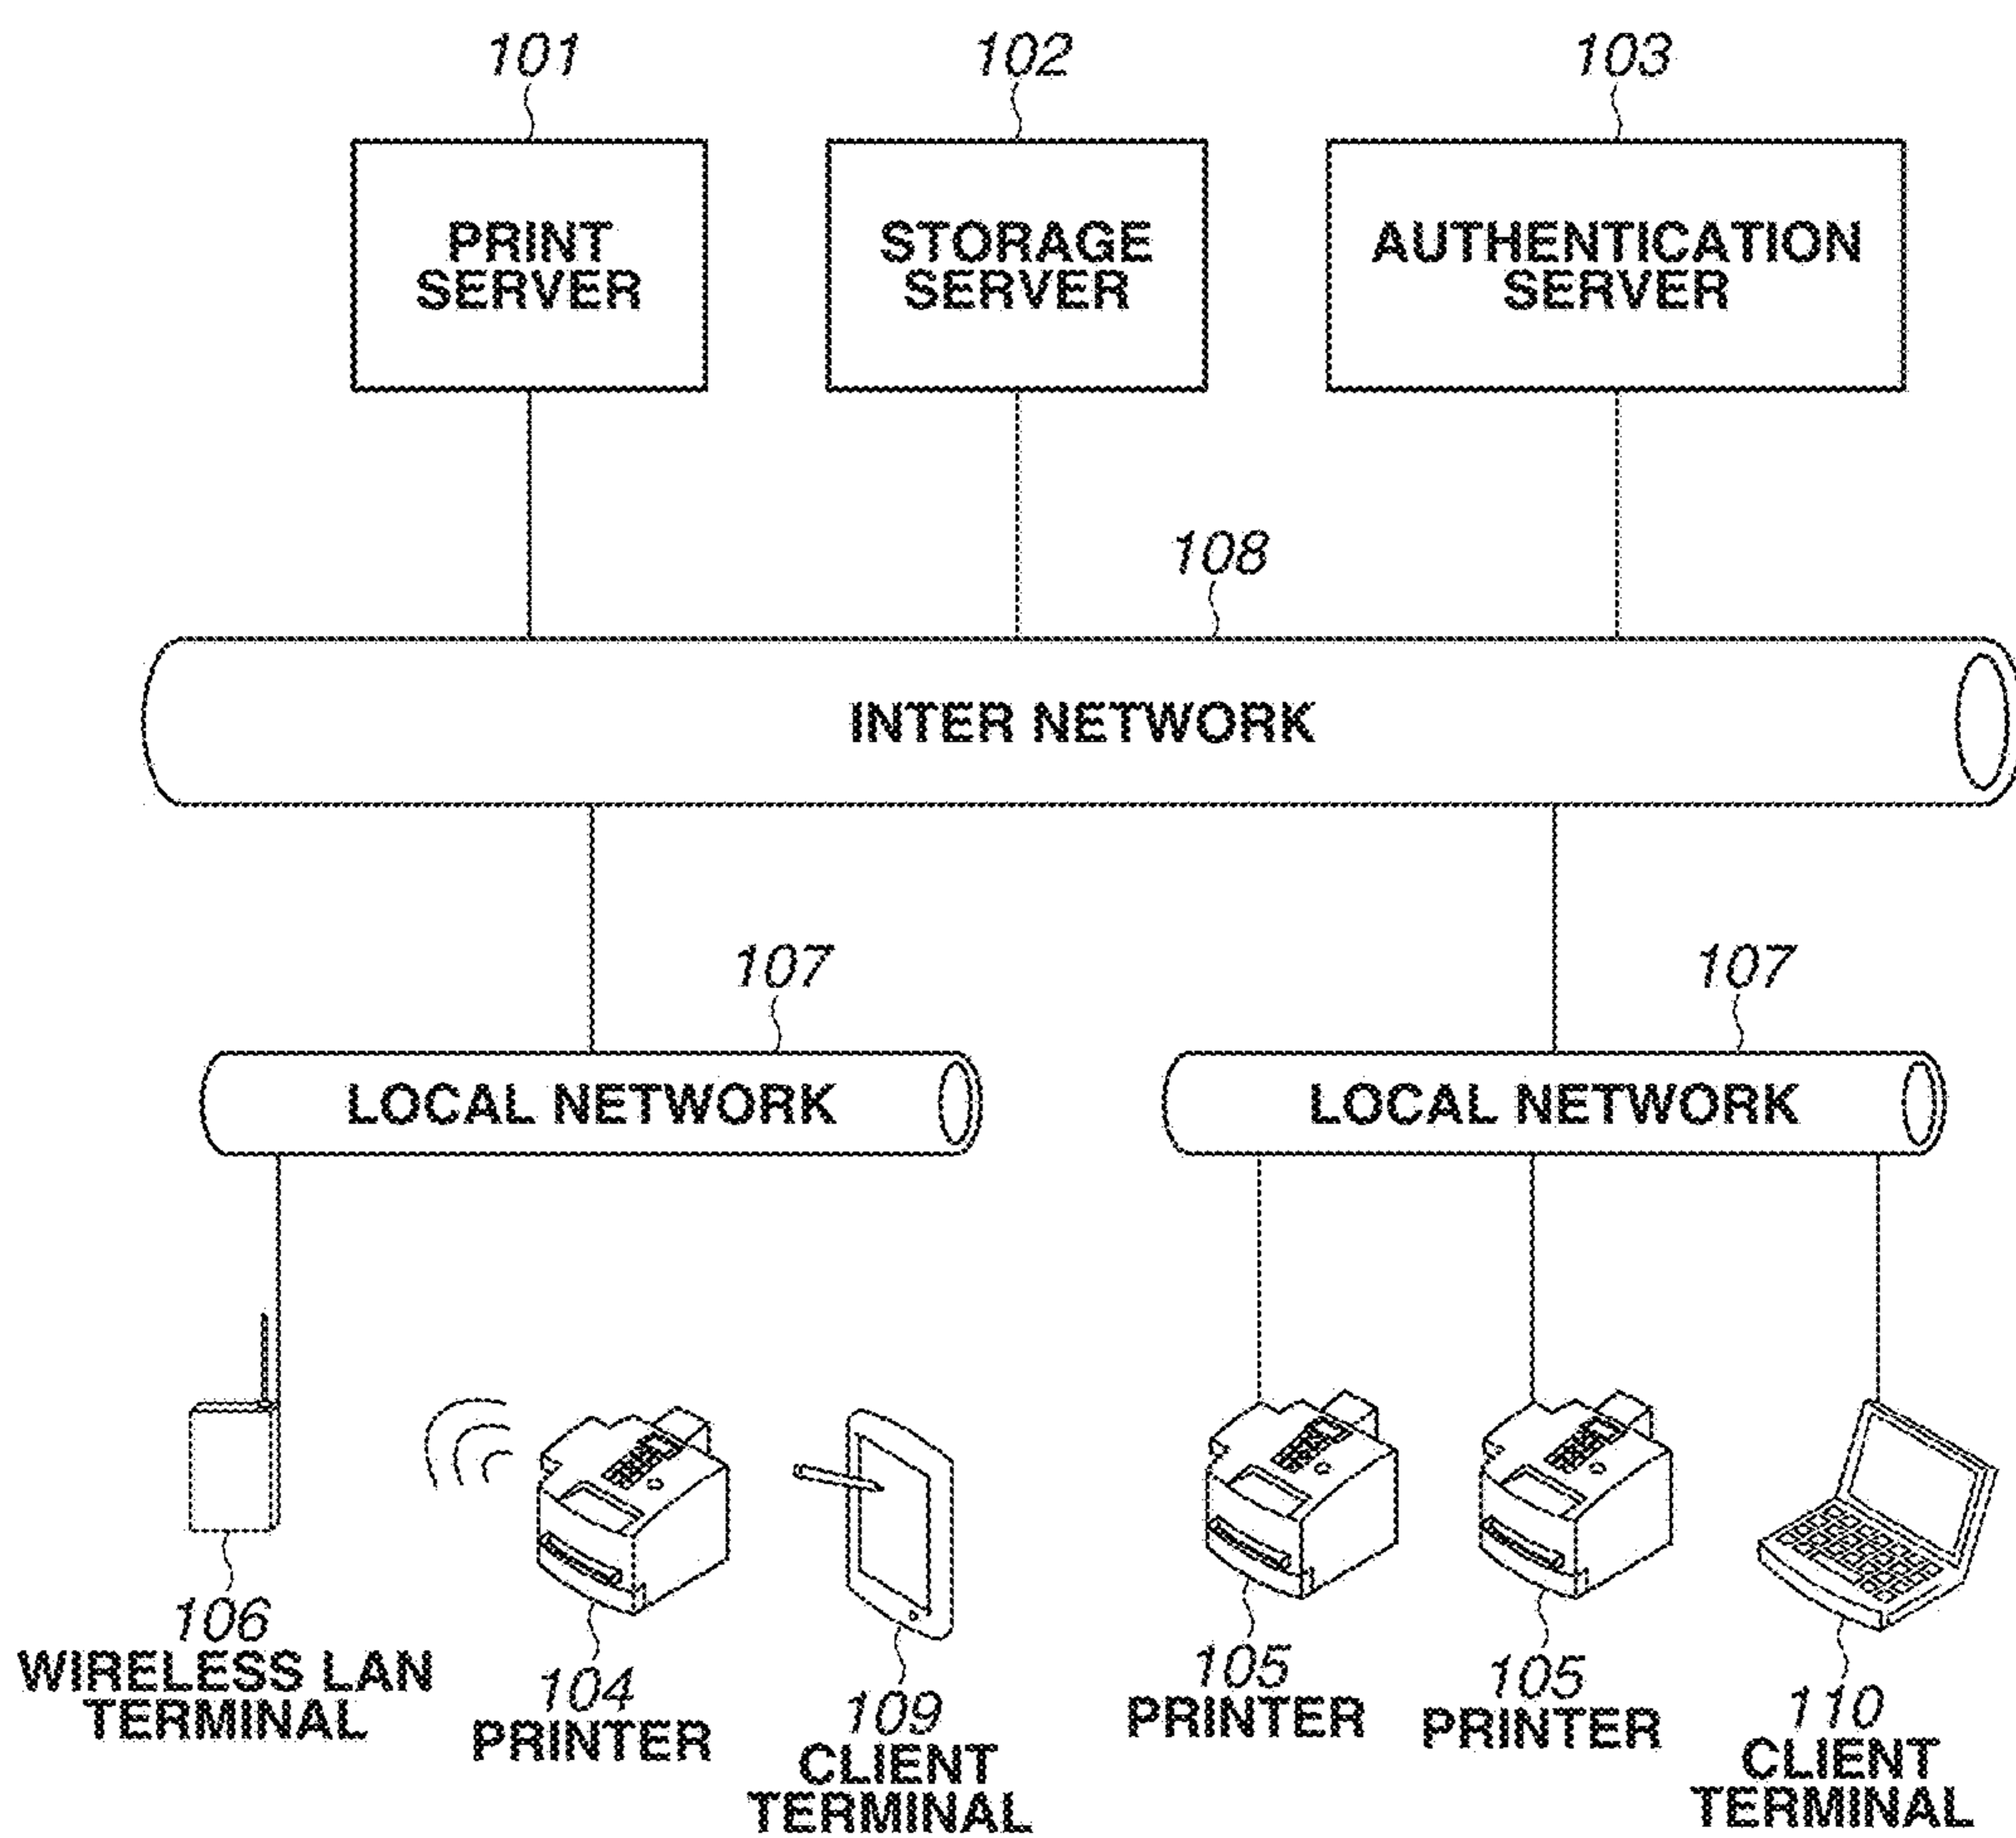 101
102
103
PRINT
SERVER
STORAGE
SERVER
AUTHENTICATION
SERVER
108
INTER NETWORK
107
107
LOCAL NETWORK
LOCAL NETWORK
106
WIRELESS LAN
TERMINAL
104
PRINTER
109
CLIENT
TERMINAL
105
PRINTER
105
PRINTER
110
CLIENT
TERMINAL